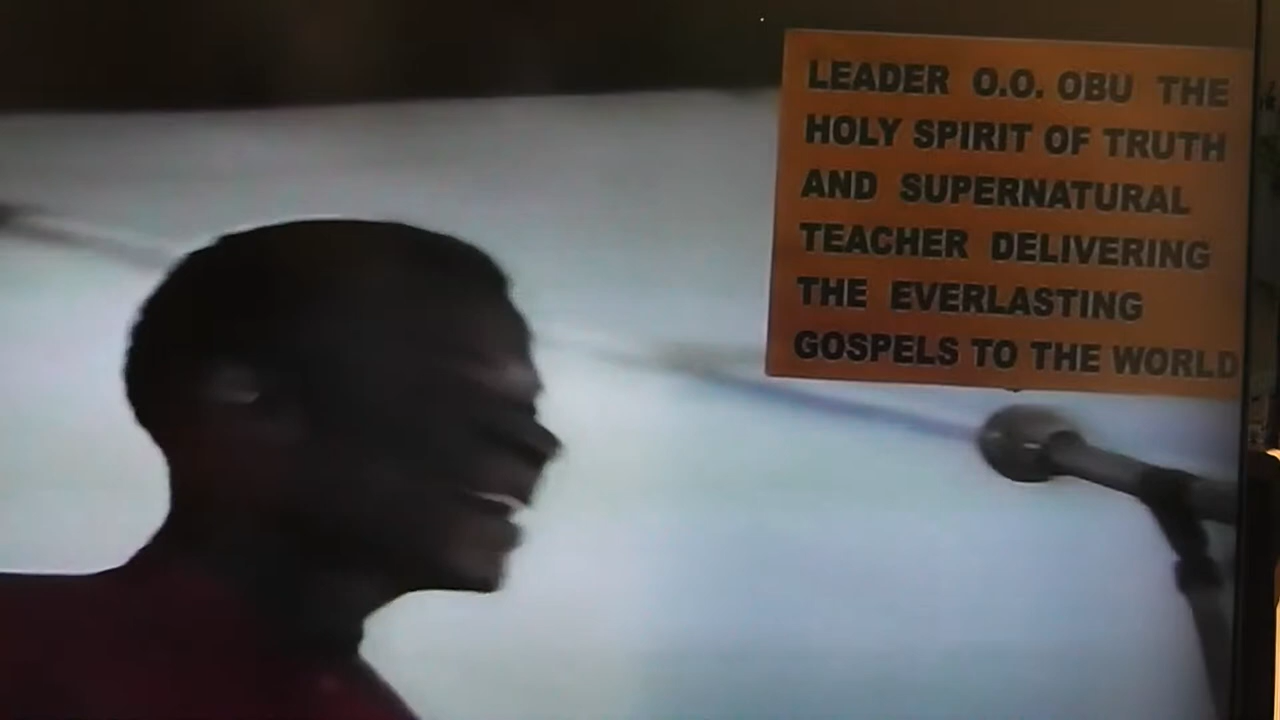 LEADER O.O. OBU THE
HOLY SPIRIT OF TRUTH
AND SUPERNATURAL
TEACHER DELIVERING
THE EVERLASTING
GOSPELS TO THE WORLD